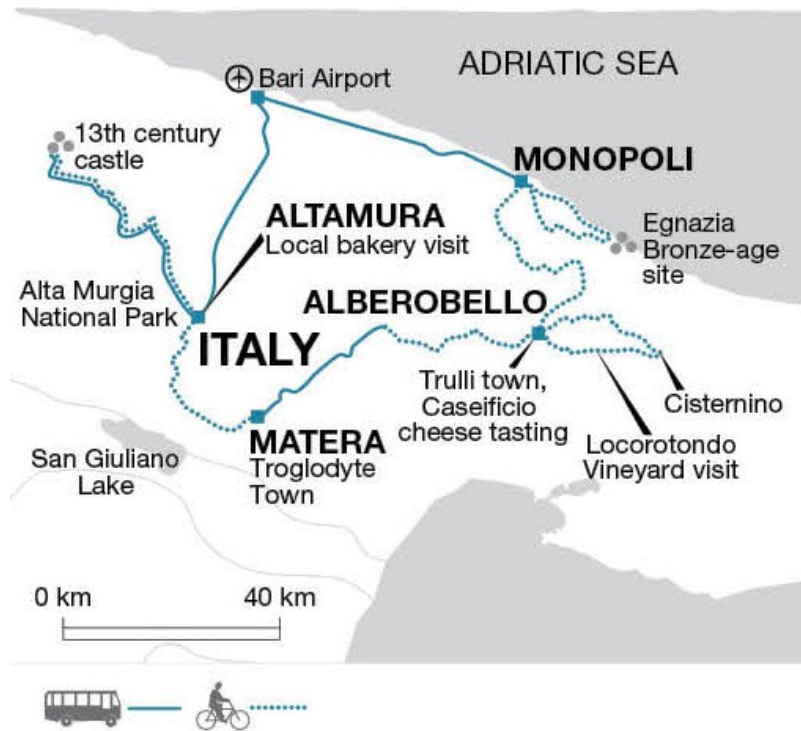 Bari Airport
ADRIATIC SEA
13th century
castle
MONOPOLI
ALTAMURA
Local bakery visit
Egnazia
Bronze-age
site
Alta Murgia
National Park
ALBEROBELLO
ITALY
Trulli town,
Caseificio
cheese tasting
Cisternino
MATERA
Troglodyte
Town
Locorotondo
Vineyard visit
San Giuliano
Lake
0 km
40 km